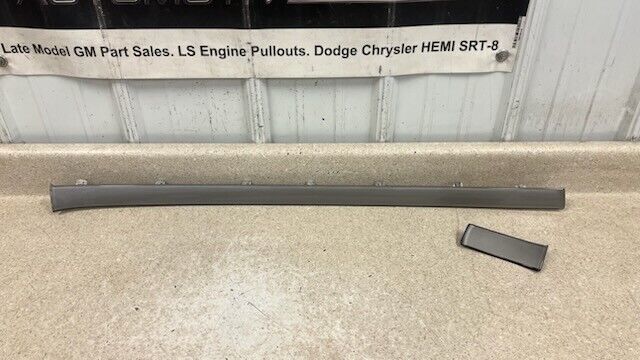 Late Model GM Part Sales. LS Engine Pullouts. Dodge Chrysler HEMI SRT-8